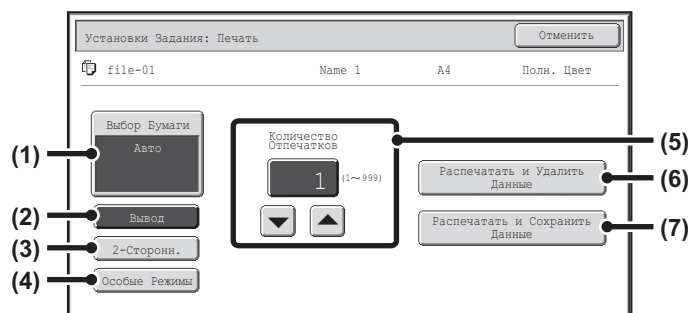 Установки Задания: Печать
Отменить
file-01 Name 1 A4 Полн. Цвет
Выбор Бумаги
Авто
(1)
Вывод
(2)
2-Сторонн.
(3)
Особые Режимы
(4)
Количество
Отпечатков
1 (1~999)
(5)
Распечатать и Удалить
Данные
(6)
Распечатать и Сохранить
Данные
(7)